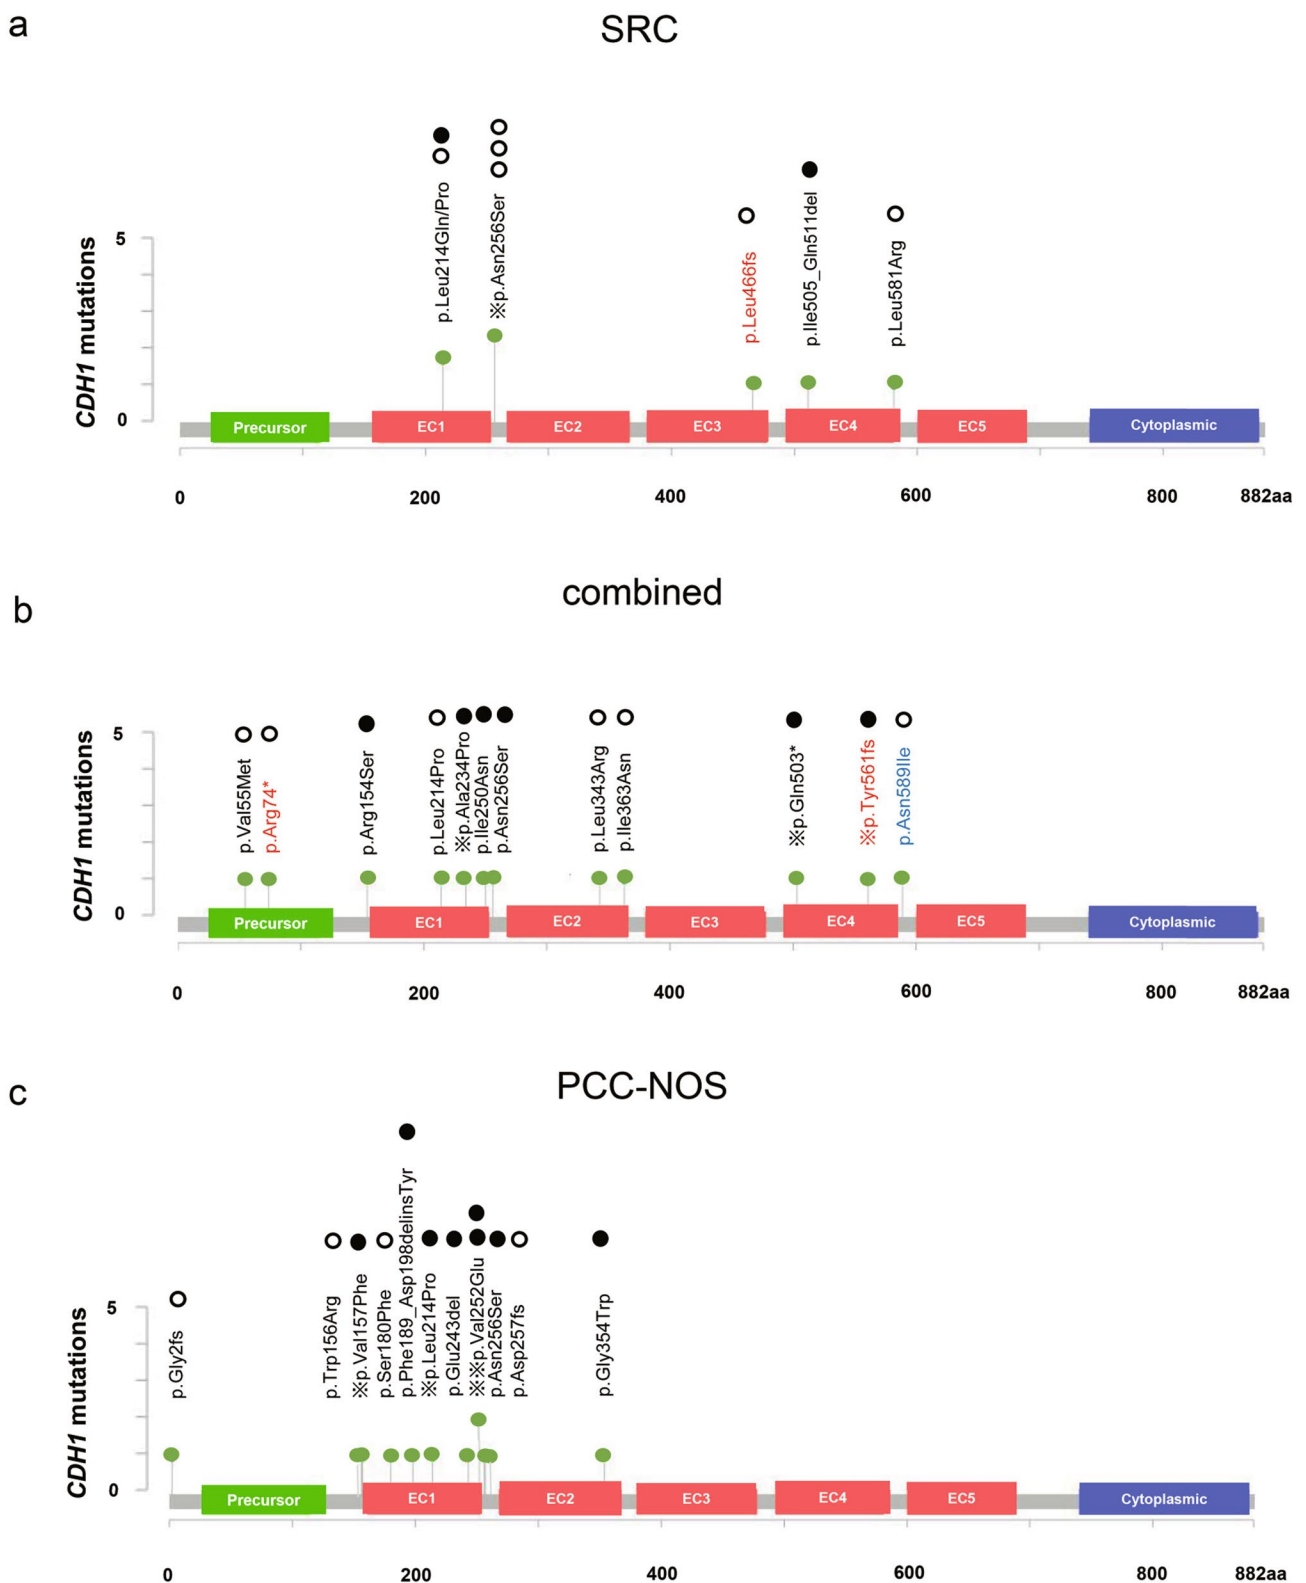 a
SRC
p.Leu214Gln/Pro
※p.Asn256Ser
p.Leu466fs
p.Ile505_Gln511del
p.Leu581Arg
CDH1 mutations
5
0
Precursor
EC1
EC2
EC3
EC4
EC5
Cytoplasmic
0
200
400
600
800
882aa
b
combined
p.Val55Met
p.Arg74*
p.Arg154Ser
p.Leu214Pro
※p.Ala234Pro
p.Ile250Asn
p.Asn256Ser
p.Leu343Arg
p.Ile363Asn
※p.Gln503*
※p.Tyr561fs
p.Asn589Ile
CDH1 mutations
5
0
Precursor
EC1
EC2
EC3
EC4
EC5
Cytoplasmic
0
200
400
600
800
882aa
c
PCC-NOS
p.Gly2fs
p.Trp156Arg
※p.Val157Phe
p.Ser180Phe
p.Phe189_Asp198delinsTyr
※p.Leu214Pro
p.Glu243del
※※p.Val252Glu
p.Asn256Ser
p.Asp257fs
p.Gly354Trp
CDH1 mutations
5
0
Precursor
EC1
EC2
EC3
EC4
EC5
Cytoplasmic
0
200
400
600
800
882aa